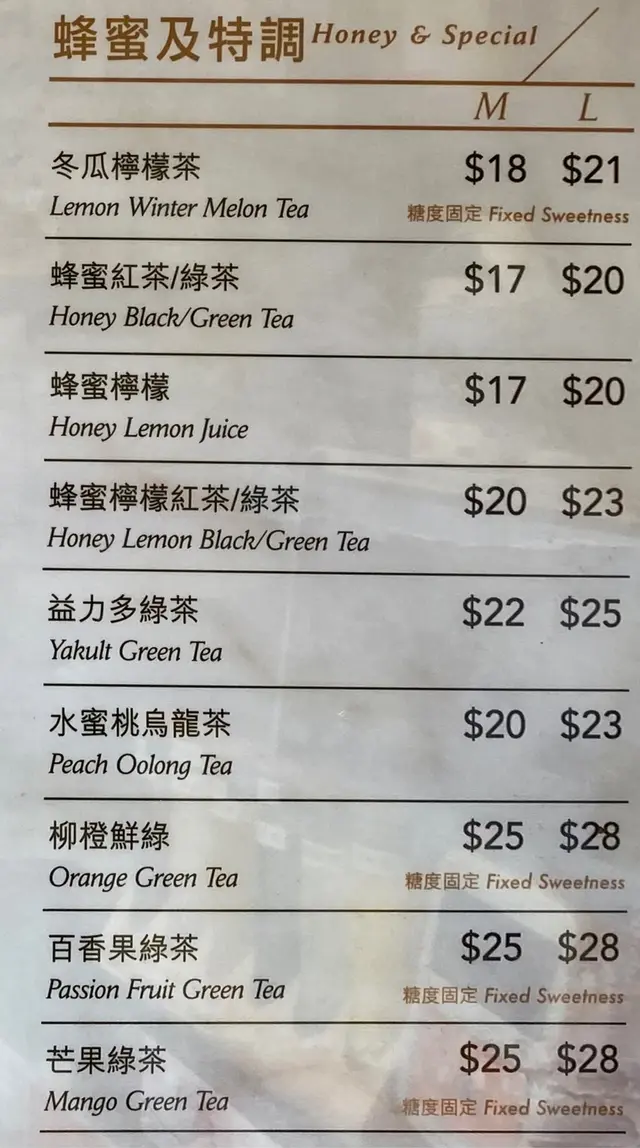 蜂蜜及特調 Honey & Special
M L
冬瓜檸檬茶 $18 $21
Lemon Winter Melon Tea 糖度固定 Fixed Sweetness
蜂蜜紅茶/綠茶 $17 $20
Honey Black/Green Tea
蜂蜜檸檬 $17 $20
Honey Lemon Juice
蜂蜜檸檬紅茶/綠茶 $20 $23
Honey Lemon Black/Green Tea
益力多綠茶 $22 $25
Yakult Green Tea
水蜜桃烏龍茶 $20 $23
Peach Oolong Tea
柳橙鮮綠 $25 $28
Orange Green Tea 糖度固定 Fixed Sweetness
百香果綠茶 $25 $28
Passion Fruit Green Tea 糖度固定 Fixed Sweetness
芒果綠茶 $25 $28
Mango Green Tea 糖度固定 Fixed Sweetness